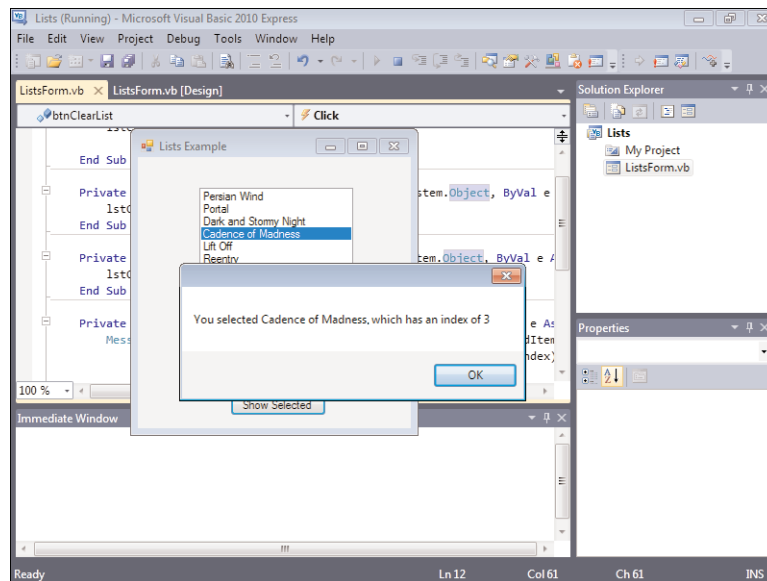 Lists (Running) - Microsoft Visual Basic 2010 Express
File Edit View Project Debug Tools Window Help
ListsForm.vb ListsForm.vb [Design]
btnClearList Click
End Sub
Private stem.Object, ByVal e
End Sub
Private tem.Object, ByVal e A
End Sub
Private e As
100 %
Lists Example
Persian Wind
Portal
Dark and Stormy Night
Cadence of Madness
Lift Off
Reentry
Show Selected
You selected Cadence of Madness, which has an index of 3
OK
Solution Explorer
Lists
My Project
ListsForm.vb
Properties
Immediate Window
Ready Ln 12 Col 61 Ch 61 INS